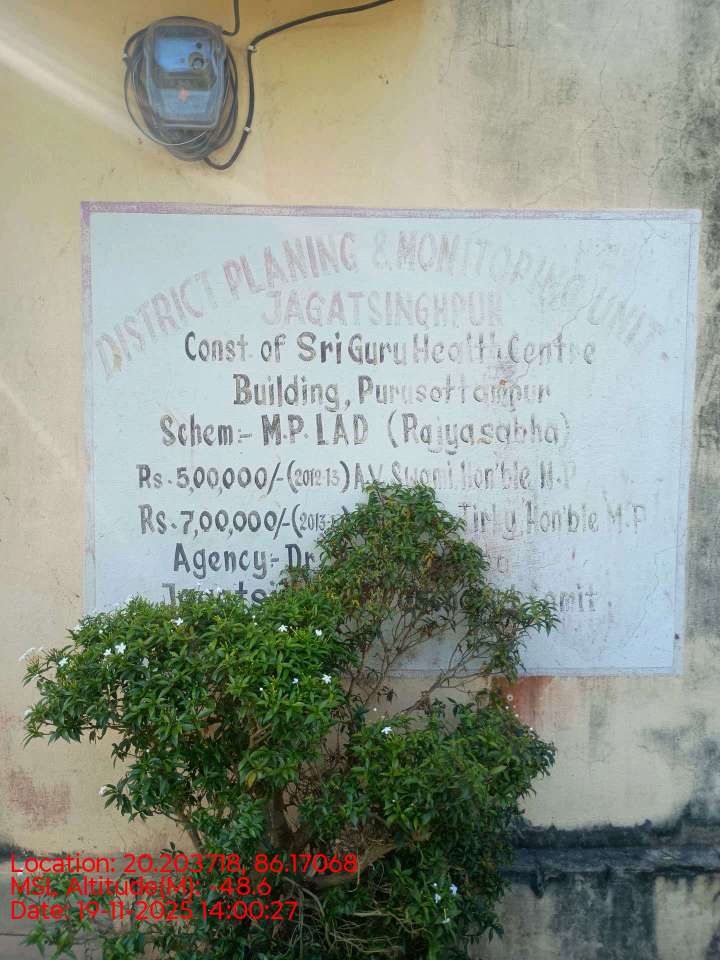 DISTRICT PLANING & MONITORING UNIT
JAGATSINGHPUR
Const. of Sri Guru Health Centre
Building, Purusottampur
Schem:- M.P. LAD (Rajyasabha)
Rs. 5,00,000/-(2012-13) A.V. Swami, Hon'ble M.P
Rs. 7,00,000/-(2013- Tirky, Hon'ble M.P
Agency:- Dr
Location: 20.203718, 86.17068
MSL Altitude(M): -48.6
Date: 19-11-2025 14:00:27